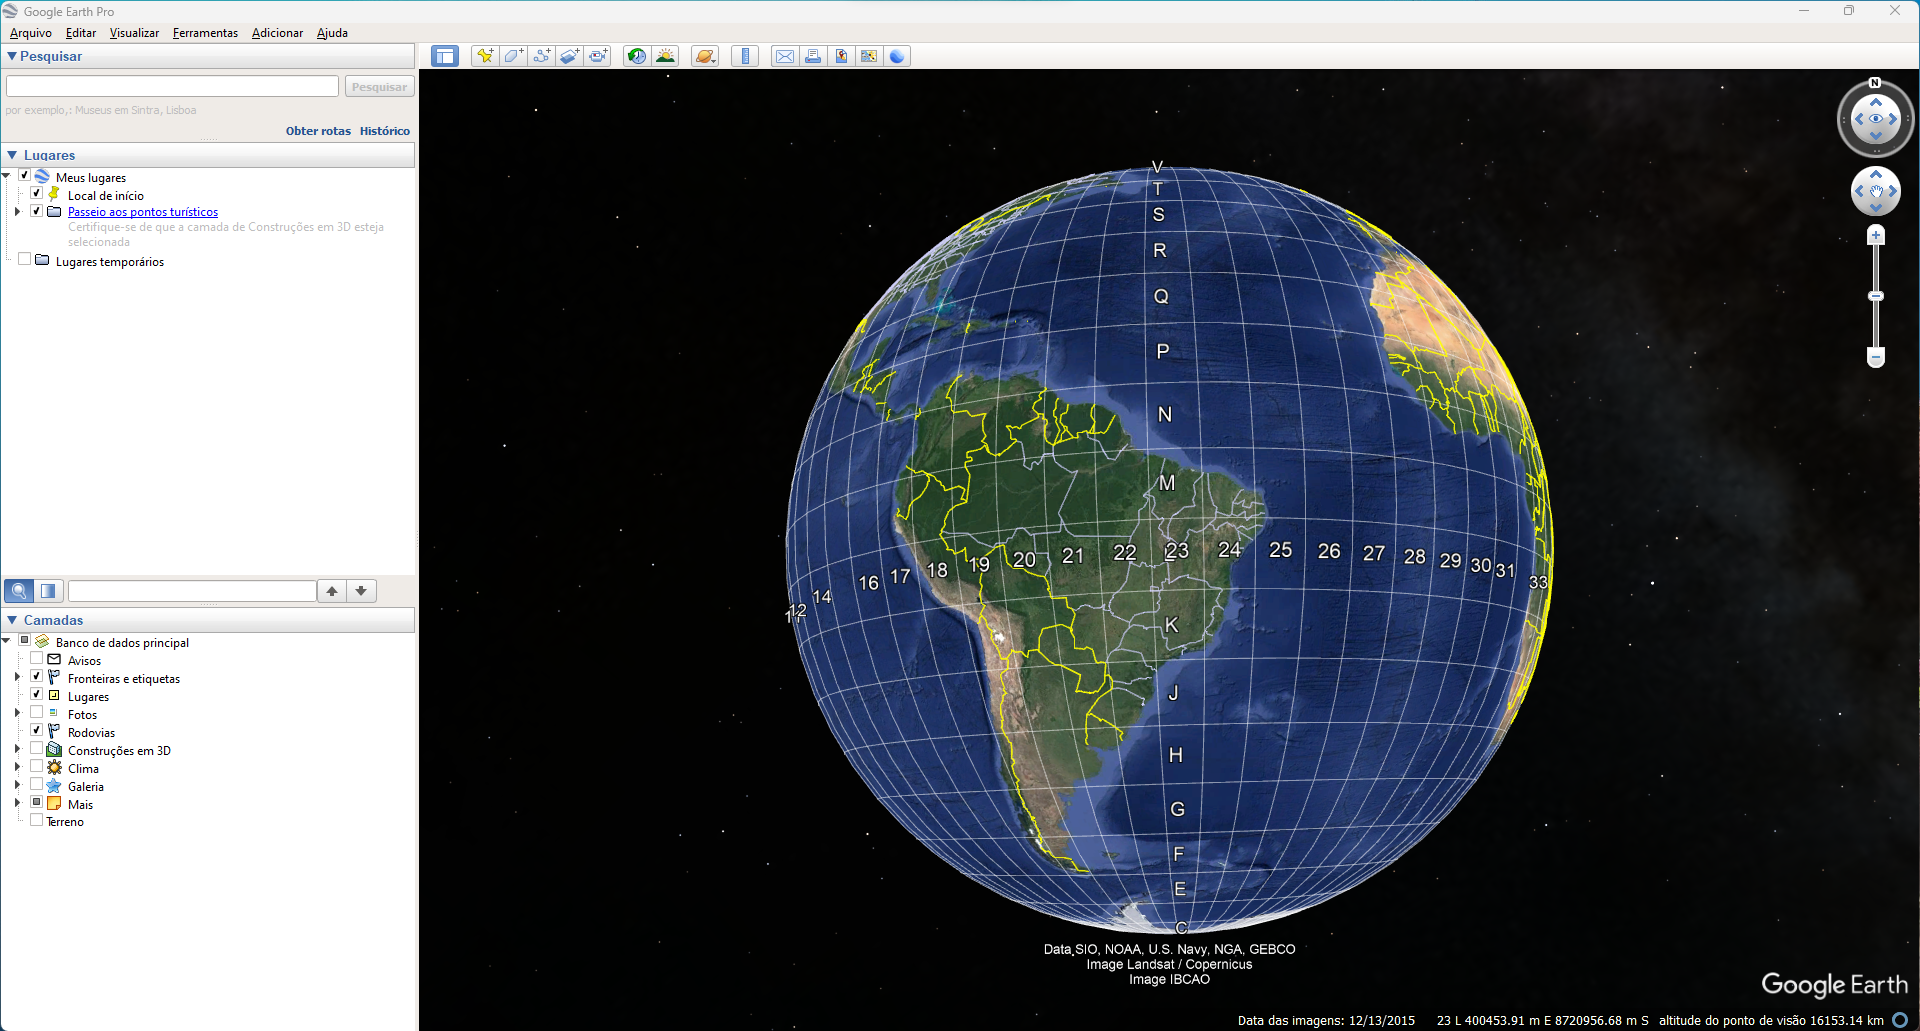 Google Earth Pro
Arquivo Editar Visualizar Ferramentas Adicionar Ajuda
Pesquisar
Pesquisar
por exemplo,: Museus em Sintra, Lisboa
Obter rotas Histórico
Lugares
Meus lugares
Local de início
Passeio aos pontos turísticos
Certifique-se de que a camada de Construções em 3D esteja
selecionada
Lugares temporários
Camadas
Banco de dados principal
Avisos
Fronteiras e etiquetas
Lugares
Fotos
Rodovias
Construções em 3D
Clima
Galeria
Mais
Terreno
N
V
T
S
R
Q
P
N
M
12 14 16 17 18 19 20 21 22 23 24 25 26 27 28 29 30 31 33
L
K
J
H
G
F
E
C
Data SIO, NOAA, U.S. Navy, NGA, GEBCO
Image Landsat / Copernicus
Image IBCAO
Google Earth
Data das imagens: 12/13/2015 23 L 400453.91 m E 8720956.68 m S altitude do ponto de visão 16153.14 km